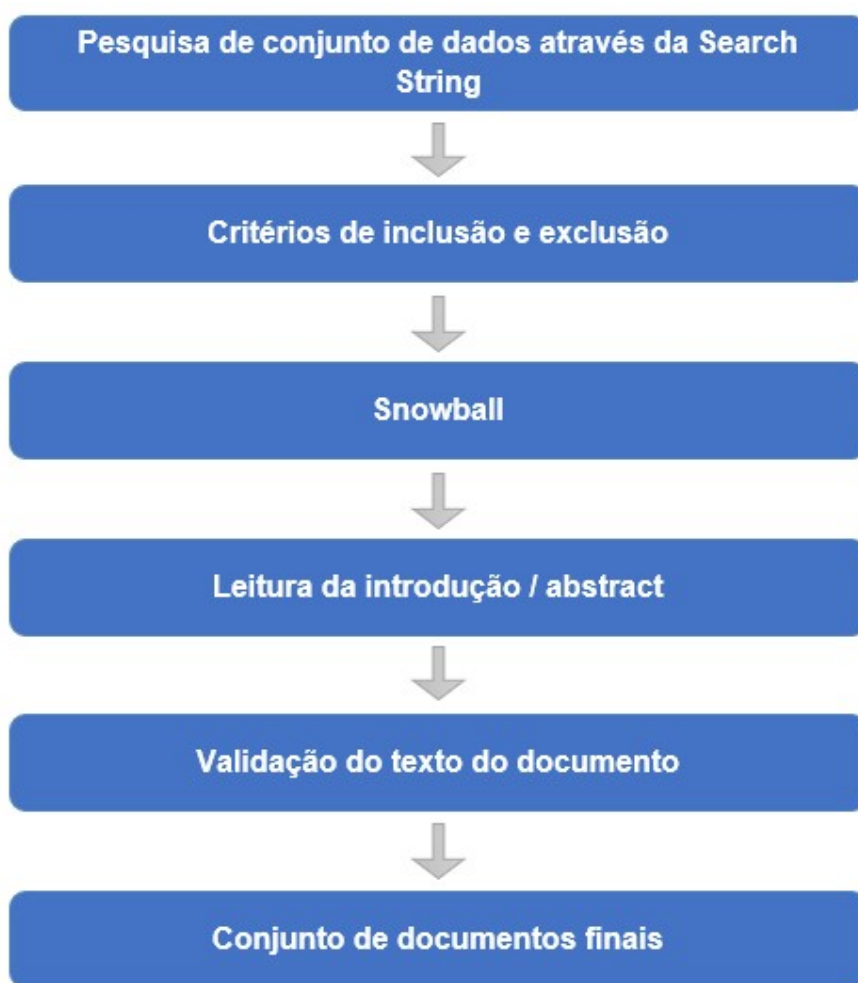 Pesquisa de conjunto de dados através da Search
String
Critérios de inclusão e exclusão
Snowball
Leitura da introdução / abstract
Validação do texto do documento
Conjunto de documentos finais